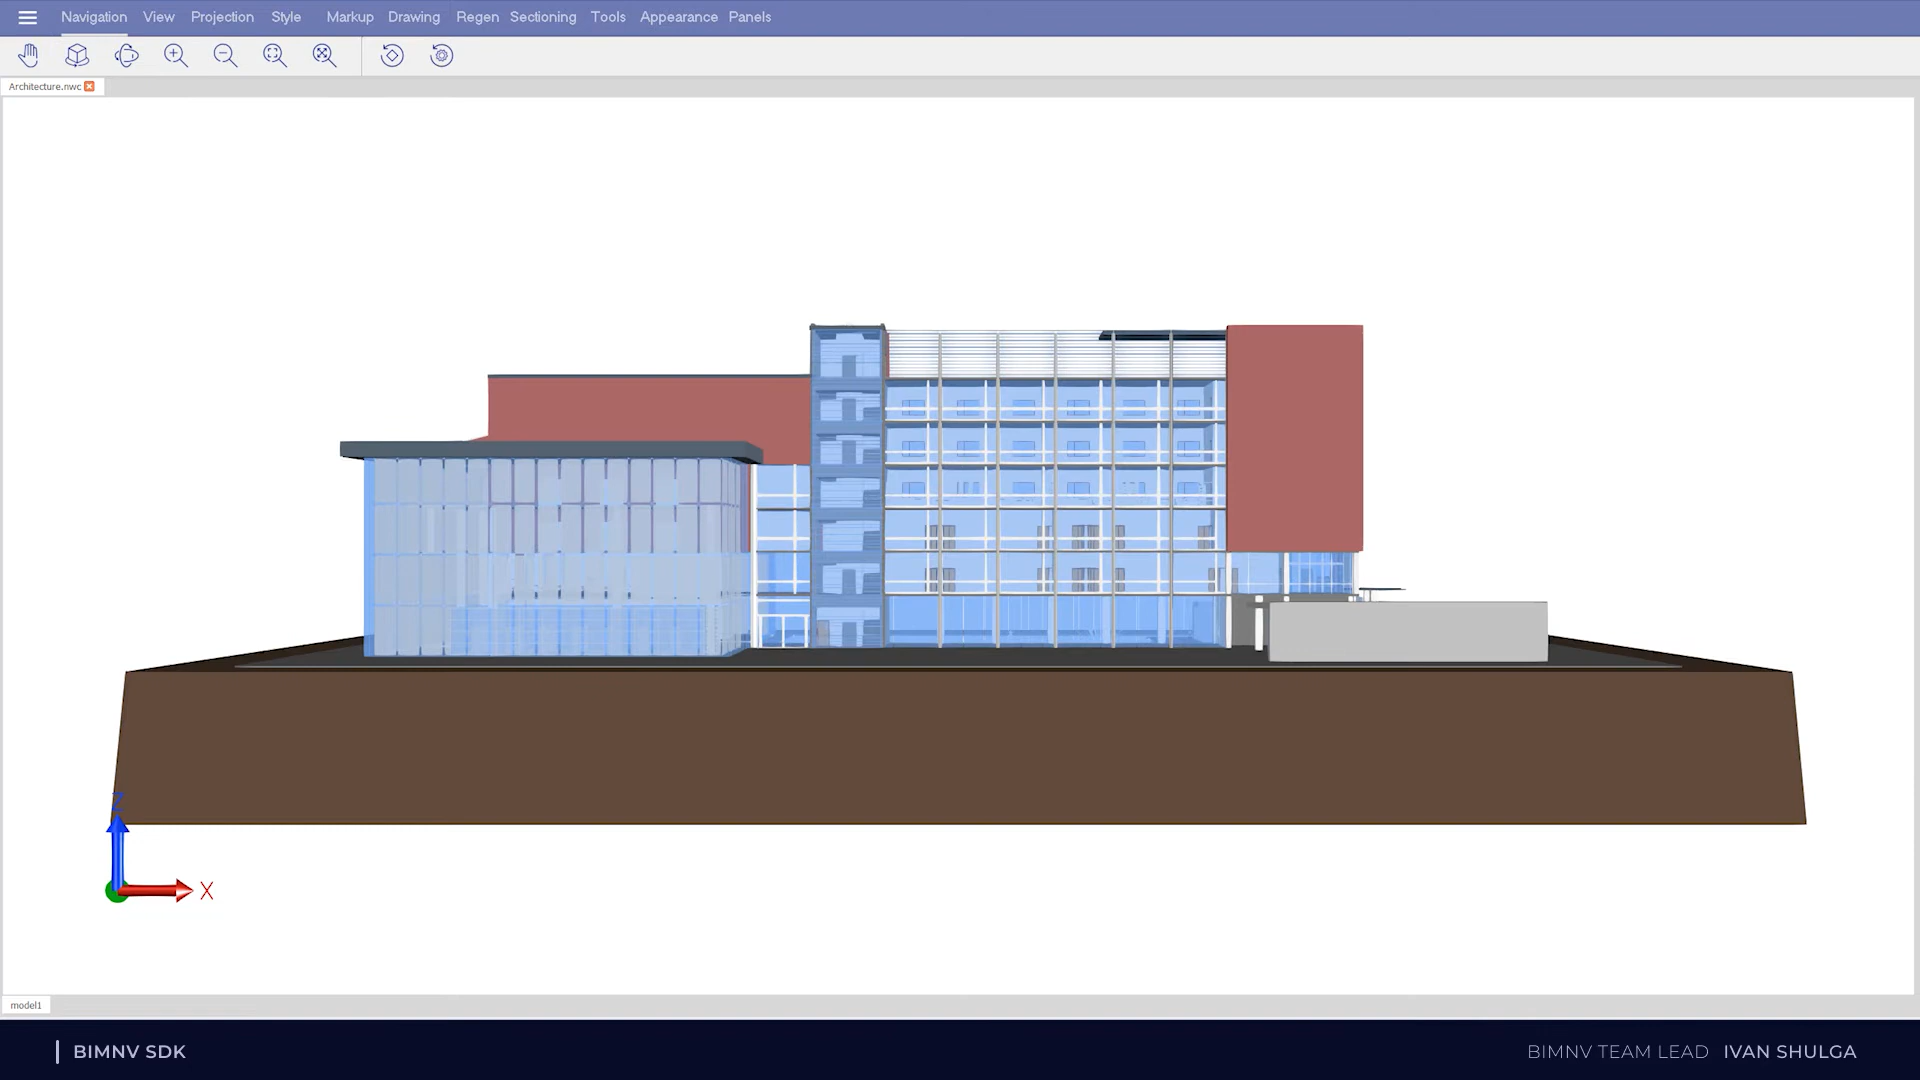 Navigation View Projection Style Markup Drawing Regen Sectioning Tools Appearance Panels
Architecture.nwc
Z
X
model1
BIMNV SDK
BIMNV TEAM LEAD IVAN SHULGA